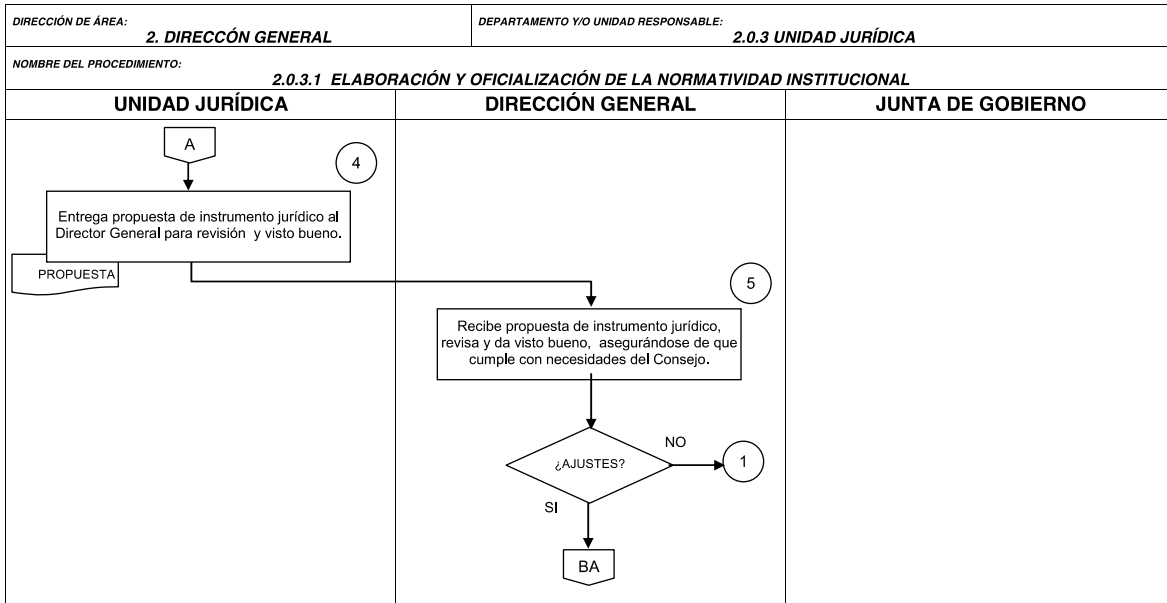 DIRECCIÓN DE ÁREA:
2. DIRECCÓN GENERAL
DEPARTAMENTO Y/O UNIDAD RESPONSABLE:
2.0.3 UNIDAD JURÍDICA
NOMBRE DEL PROCEDIMIENTO:
2.0.3.1 ELABORACIÓN Y OFICIALIZACIÓN DE LA NORMATIVIDAD INSTITUCIONAL
UNIDAD JURÍDICA
DIRECCIÓN GENERAL
JUNTA DE GOBIERNO
A
4
Entrega propuesta de instrumento jurídico al
Director General para revisión y visto bueno.
PROPUESTA
5
Recibe propuesta de instrumento jurídico,
revisa y da visto bueno, asegurándose de que
cumple con necesidades del Consejo.
¿AJUSTES?
NO
1
SI
BA